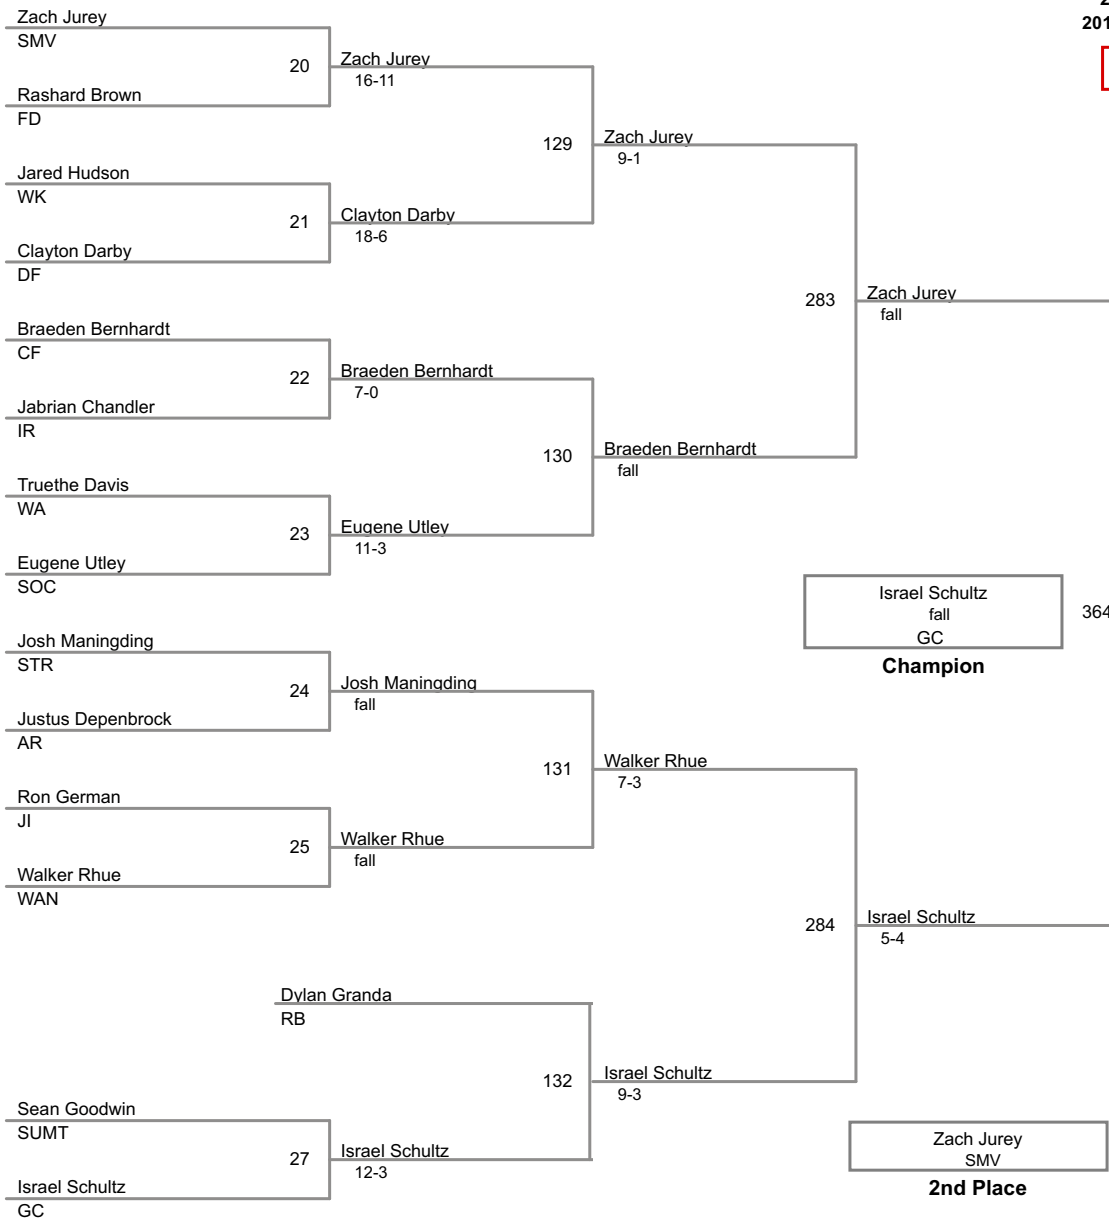 Zach Jurey
SMV
20
Rashard Brown
FD
Zach Jurey
16-11
Jared Hudson
WK
21
Clayton Darby
DF
Clayton Darby
18-6
129
Zach Jurey
9-1
Braeden Bernhardt
CF
22
Jabrian Chandler
IR
Braeden Bernhardt
7-0
Truethe Davis
WA
23
Eugene Utley
SOC
Eugene Utley
11-3
130
Braeden Bernhardt
fall
283
Zach Jurey
fall
Josh Maningding
STR
24
Justus Depenbrock
AR
Josh Maningding
fall
Ron German
JI
25
Walker Rhue
WAN
Walker Rhue
fall
131
Walker Rhue
7-3
Dylan Granda
RB
Sean Goodwin
SUMT
27
Israel Schultz
GC
Israel Schultz
12-3
132
Israel Schultz
9-3
284
Israel Schultz
5-4
201
Israel Schultz
fall
GC
Champion
364
Zach Jurey
SMV
2nd Place